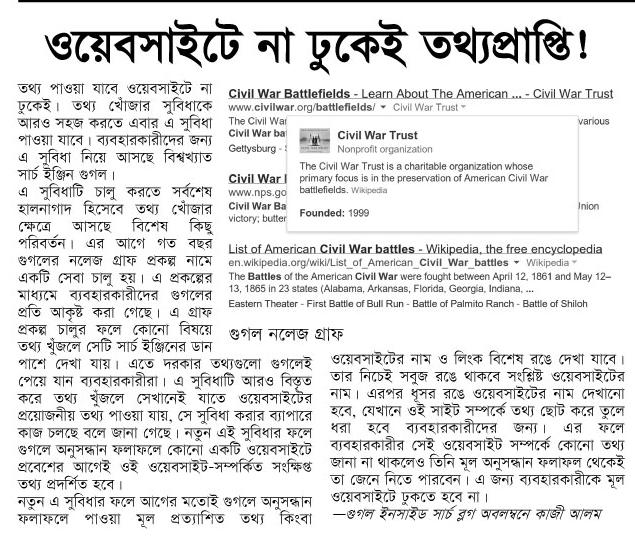 ওয়েবসাইটে না ঢুকেই তথ্যপ্রাপ্তি!
তথ্য পাওয়া যাবে ওয়েবসাইটে না
ঢুকেই। তথ্য খোঁজার সুবিধাকে
আরও সহজ করতে এবার এ সুবিধা
পাওয়া যাবে। ব্যবহারকারীদের জন্য
এ সুবিধা নিয়ে আসছে বিশ্বখ্যাত
সার্চ ইঞ্জিন গুগল।
এ সুবিধাটি চালু করতে সর্বশেষ
হালনাগাদ হিসেবে তথ্য খোঁজার
ক্ষেত্রে আসছে বিশেষ কিছু
পরিবর্তন। এর আগে গত বছর
গুগলের নলেজ গ্রাফ প্রকল্প নামে
একটি সেবা চালু হয়। এ প্রকল্পের
মাধ্যমে ব্যবহারকারীদের গুগলের
প্রতি আকৃষ্ট করা গেছে। এ গ্রাফ
প্রকল্প চালুর ফলে কোনো বিষয়ে
তথ্য খুঁজলে সেটি সার্চ ইঞ্জিনের ডান
পাশে দেখা যায়। এতে দরকার তথ্যগুলো গুগলেই
পেয়ে যান ব্যবহারকারীরা। এ সুবিধাটি আরও বিস্তৃত
করে তথ্য খুঁজলে সেখানেই যাতে ওয়েবসাইটের
প্রয়োজনীয় তথ্য পাওয়া যায়, সে সুবিধা করার ব্যাপারে
কাজ চলছে বলে জানা গেছে। নতুন এই সুবিধার ফলে
গুগলে অনুসন্ধান ফলাফলে কোনো একটি ওয়েবসাইটে
প্রবেশের আগেই ওই ওয়েবসাইট-সম্পর্কিত সংক্ষিপ্ত
তথ্য প্রদর্শিত হবে।
নতুন এ সুবিধার ফলে আগের মতোই গুগলে অনুসন্ধান
ফলাফলে পাওয়া মূল প্রত্যাশিত তথ্য কিংবা
Civil War Battlefields - Learn About The American ... - Civil War Trust
www.civilwar.org/battlefields/ Civil War Trust
The Civil War various
Civil War ba
Gettysburg - S
Civil War Trust
Nonprofit organization
The Civil War Trust is a charitable organization whose
primary focus is in the preservation of American Civil War
battlefields. Wikipedia
Founded: 1999
Civil War
www.nps.go
Civil War Ba Union
victory; butter
List of American Civil War battles - Wikipedia, the free encyclopedia
en.wikipedia.org/wiki/List_of_American_Civil_War_battles Wikipedia
The Battles of the American Civil War were fought between April 12, 1861 and May 12–
13, 1865 in 23 states (Alabama, Arkansas, Florida, Georgia, Indiana, ...
Eastern Theater - First Battle of Bull Run - Battle of Palmito Ranch - Battle of Shiloh
গুগল নলেজ গ্রাফ
ওয়েবসাইটের নাম ও লিংক বিশেষ রঙে দেখা যাবে।
তার নিচেই সবুজ রঙে থাকবে সংশ্লিষ্ট ওয়েবসাইটের
নাম। এরপর ধূসর রঙে ওয়েবসাইটের নাম দেখানো
হবে, যেখানে ওই সাইট সম্পর্কে তথ্য ছোট করে তুলে
ধরা হবে ব্যবহারকারীদের জন্য। এর ফলে
ব্যবহারকারীর সেই ওয়েবসাইট সম্পর্কে কোনো তথ্য
জানা না থাকলেও তিনি মূল অনুসন্ধান ফলাফল থেকেই
তা জেনে নিতে পারবেন। এ জন্য ব্যবহারকারীকে মূল
ওয়েবসাইটে ঢুকতে হবে না।
—গুগল ইনসাইড সার্চ ব্লগ অবলম্বনে কাজী আলম